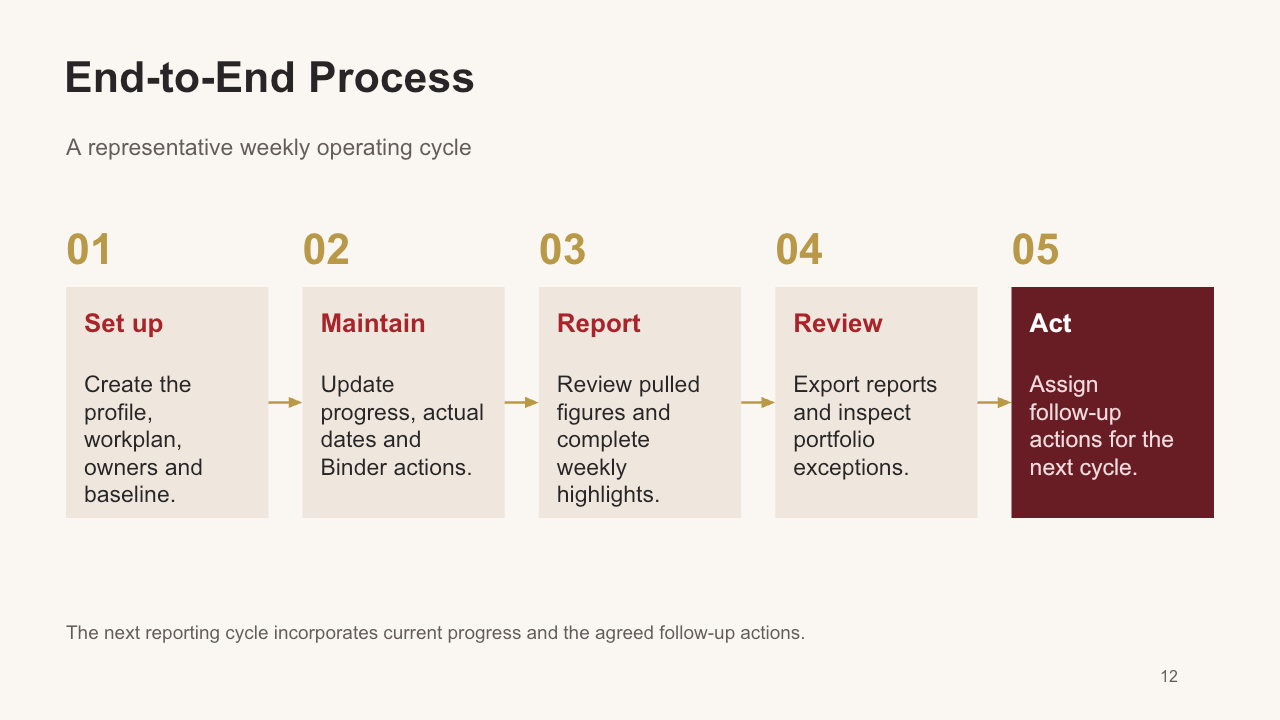 End-to-End Process
A representative weekly operating cycle
01
Set up
Create the
profile,
workplan,
owners and
baseline.
02
Maintain
Update
progress, actual
dates and
Binder actions.
03
Report
Review pulled
figures and
complete
weekly
highlights.
04
Review
Export reports
and inspect
portfolio
exceptions.
05
Act
Assign
follow-up
actions for the
next cycle.
The next reporting cycle incorporates current progress and the agreed follow-up actions.
12